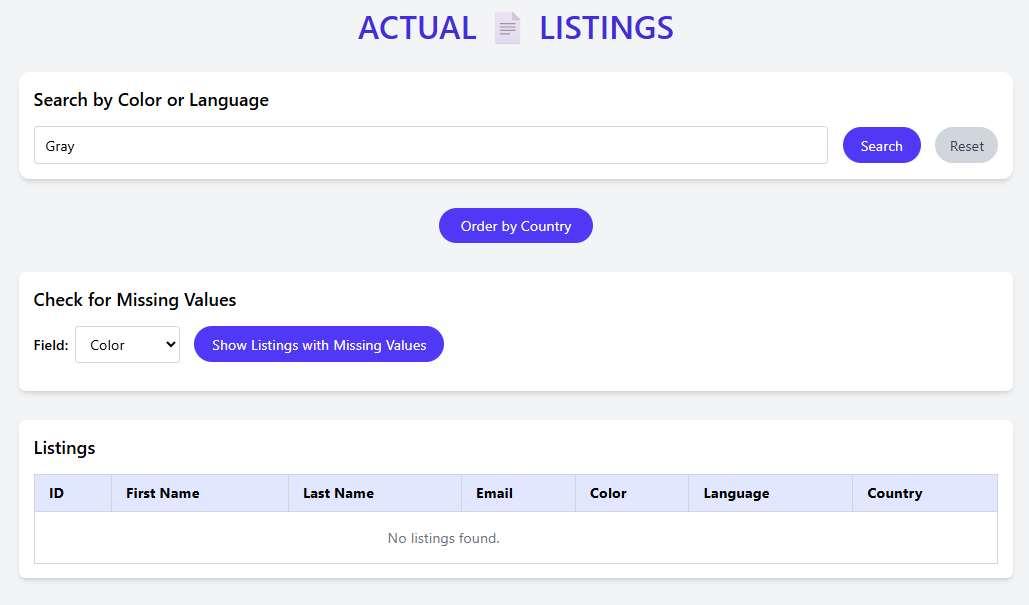 ACTUAL LISTINGS
Search by Color or Language
Gray
Search
Reset
Order by Country
Check for Missing Values
Field:
Color
Show Listings with Missing Values
Listings
ID First Name Last Name Email Color Language Country
No listings found.